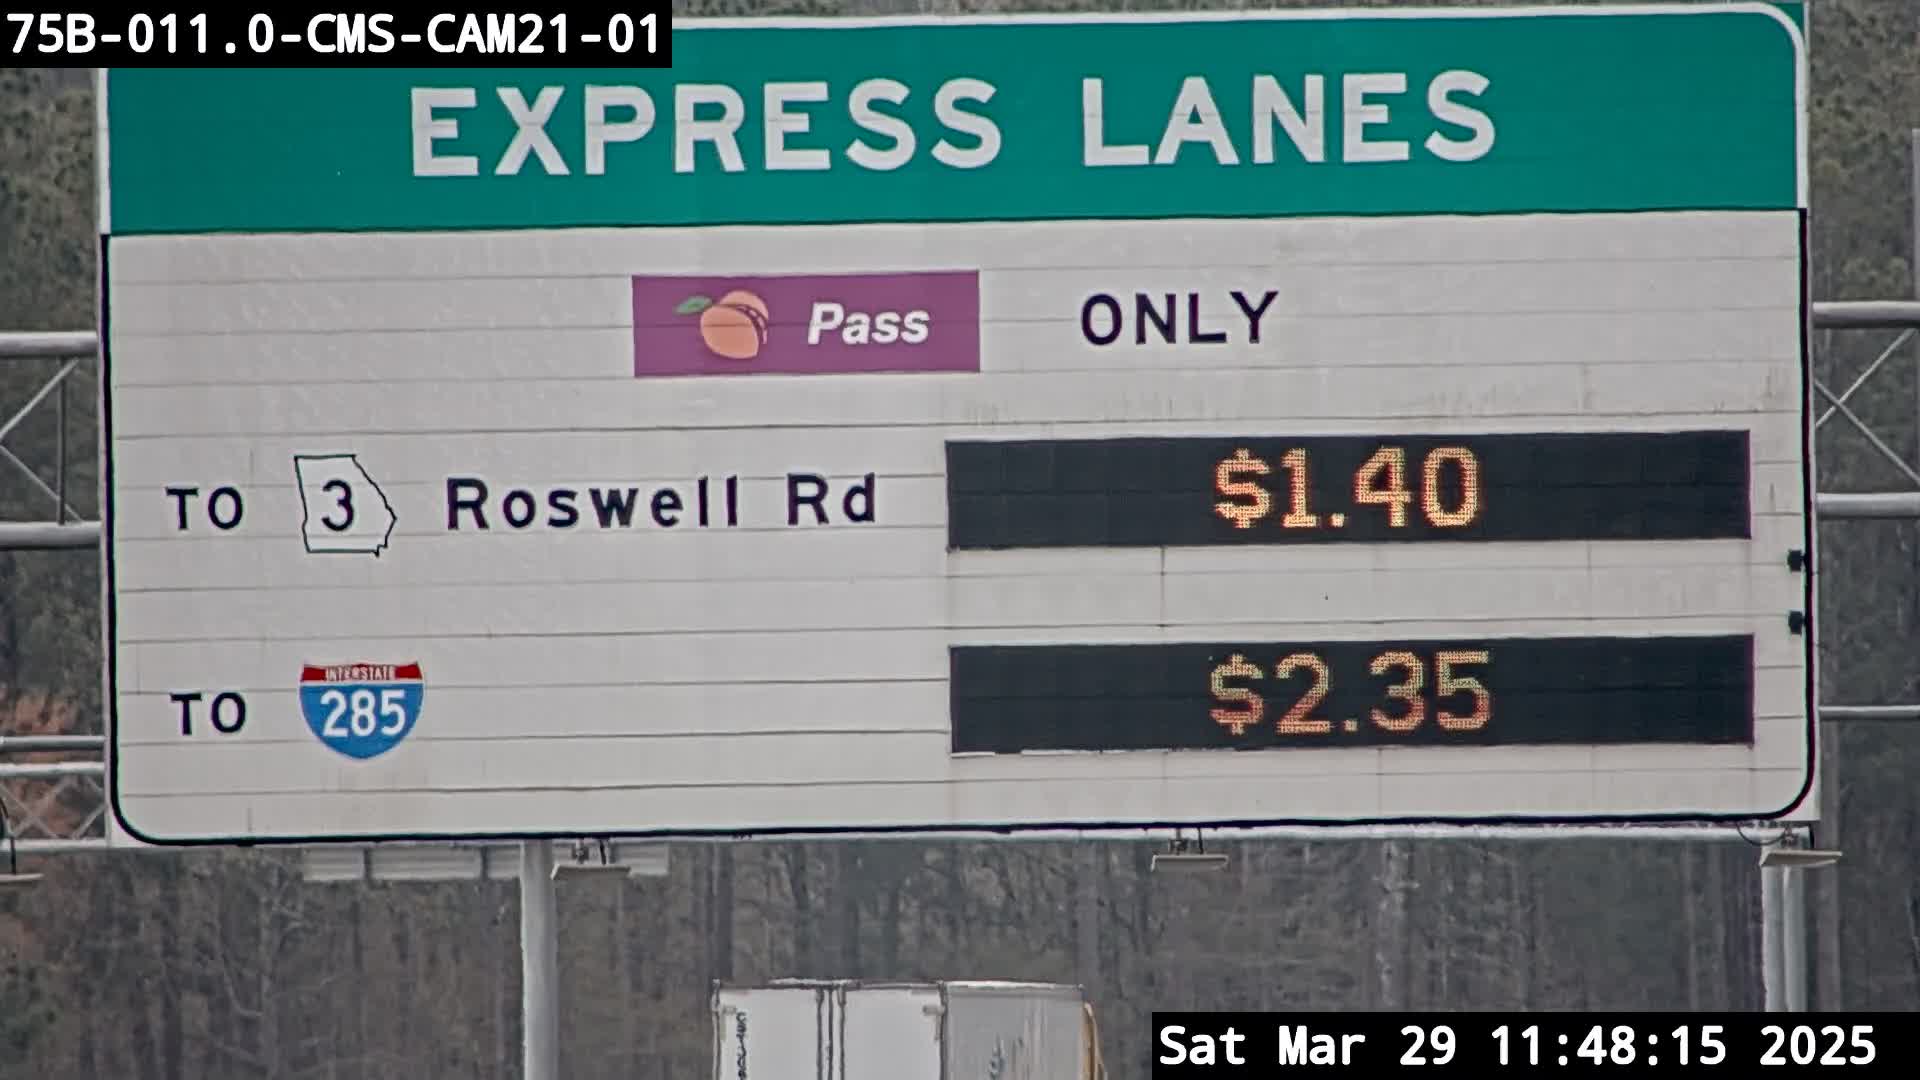 75B-011.0-CMS-CAM21-01
EXPRESS LANES
Pass ONLY
TO 3 Roswell Rd $1.40
INTERSTATE
TO 285 $2.35
Sat Mar 29 11:48:15 2025